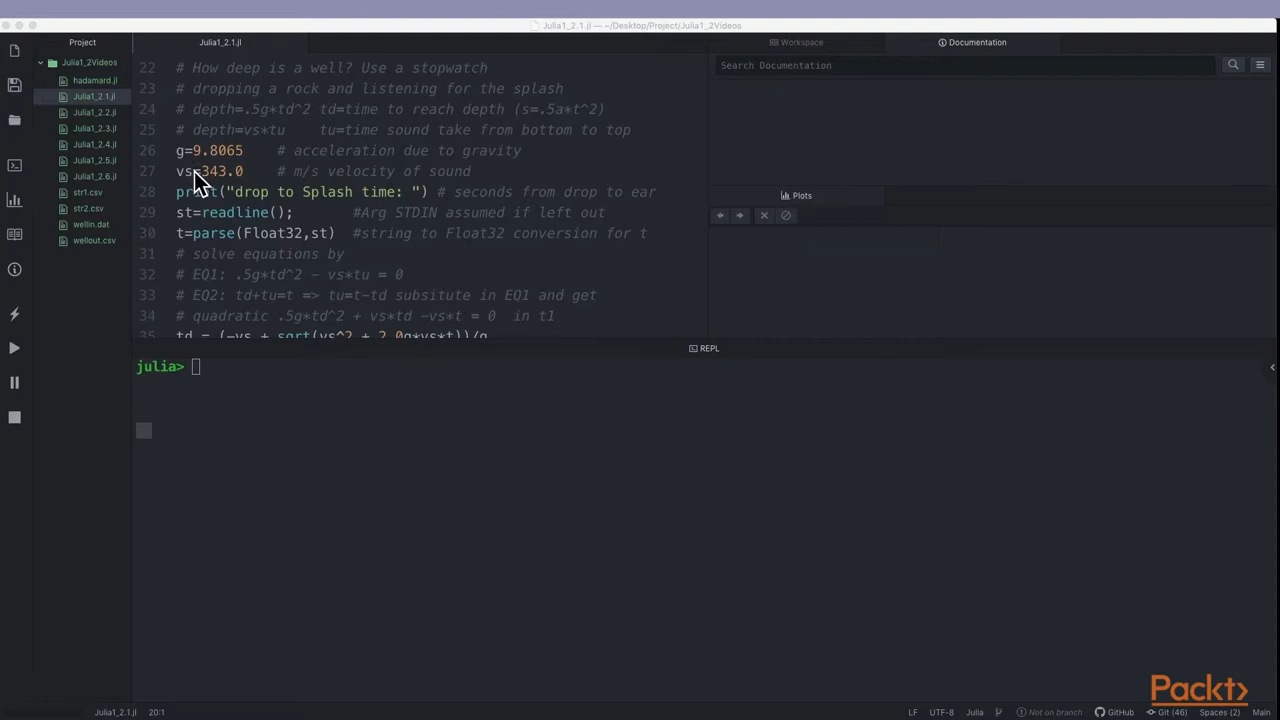 Julia1_2.1.jl — ~/Desktop/Project/Julia1_2Videos
Project
Julia1_2.1.jl
Workspace
Documentation
Julia1_2Videos
hadamard.jl
Julia1_2.1.jl
Julia1_2.2.jl
Julia1_2.3.jl
Julia1_2.4.jl
Julia1_2.5.jl
Julia1_2.6.jl
str1.csv
str2.csv
wellin.dat
wellout.csv
22 # How deep is a well? Use a stopwatch
23 # dropping a rock and listening for the splash
24 # depth=.5g*td^2 td=time to reach depth (s=.5a*t^2)
25 # depth=vs*tu    tu=time sound take from bottom to top
26 g=9.8065    # acceleration due to gravity
27 vs=343.0    # m/s velocity of sound
28 print("drop to Splash time: ") # seconds from drop to ear
29 st=readline();       #Arg STDIN assumed if left out
30 t=parse(Float32,st)  #string to Float32 conversion for t
31 # solve equations by
32 # EQ1: .5g*td^2 - vs*tu = 0
33 # EQ2: td+tu=t => tu=t-td subsitute in EQ1 and get
34 # quadratic .5g*td^2 + vs*td -vs*t = 0  in t1
35 td = (-vs + sqrt(vs^2 + 2.0g*vs*t))/g
Search Documentation
Plots
REPL
julia>
Packt>
Julia1_2.1.jl 20:1
LF UTF-8 Julia Not on branch GitHub Git (46) Spaces (2) Main